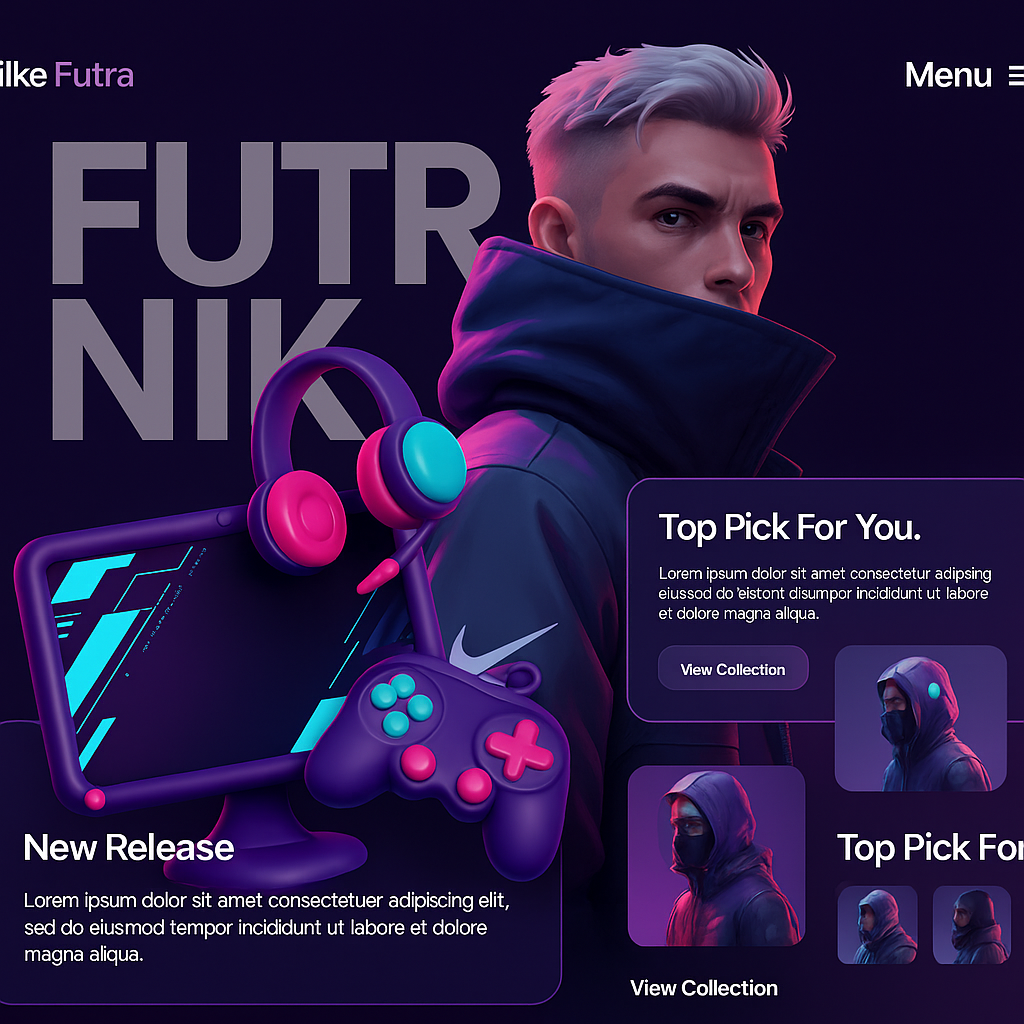 ilke Futra
Menu
FUTR
NIK
Top Pick For You.
Lorem ipsum dolor sit amet consectetur adipsing
eiussod do 'eistont disumpor incididunt ut labore
et dolore magna aliqua.
View Collection
New Release
Lorem ipsum dolor sit amet consectetuer adipiscing elit,
sed do eiusmod tempor incididunt ut labore et dolore
magna aliqua.
Top Pick For
View Collection